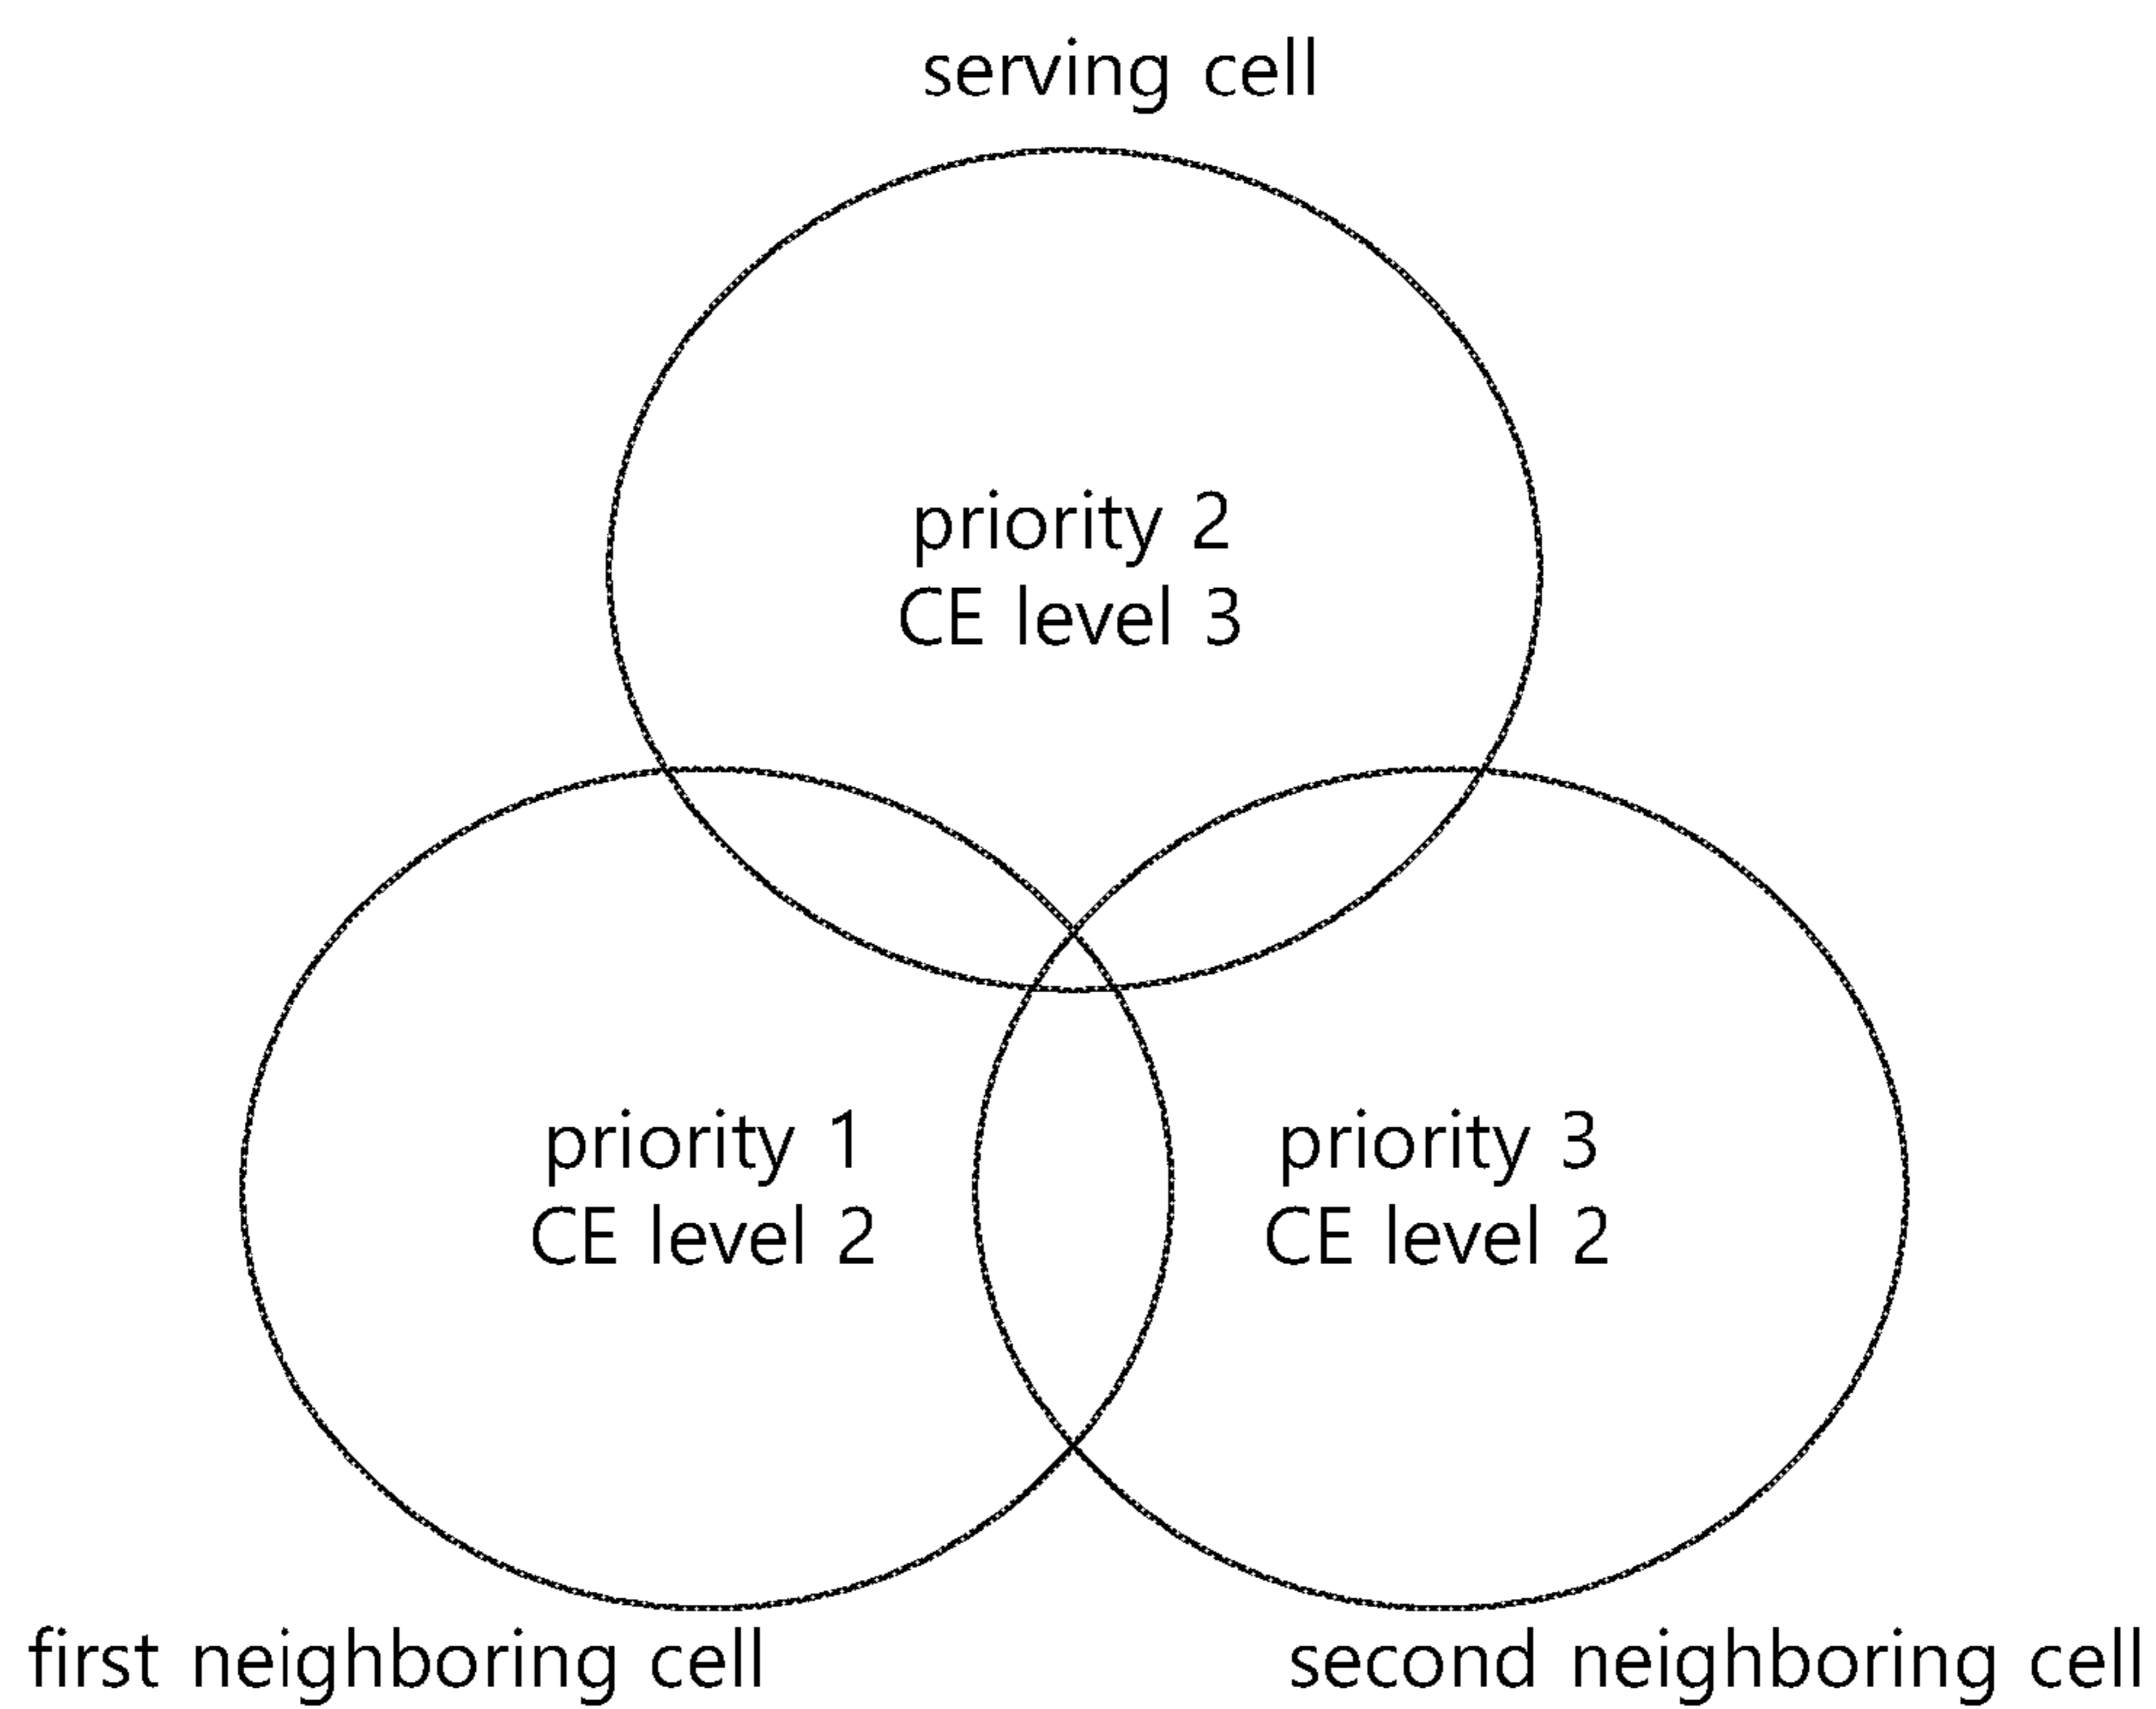 serving cell
priority 2
CE level 3
priority 1
CE level 2
priority 3
CE level 2
first neighboring cell
second neighboring cell